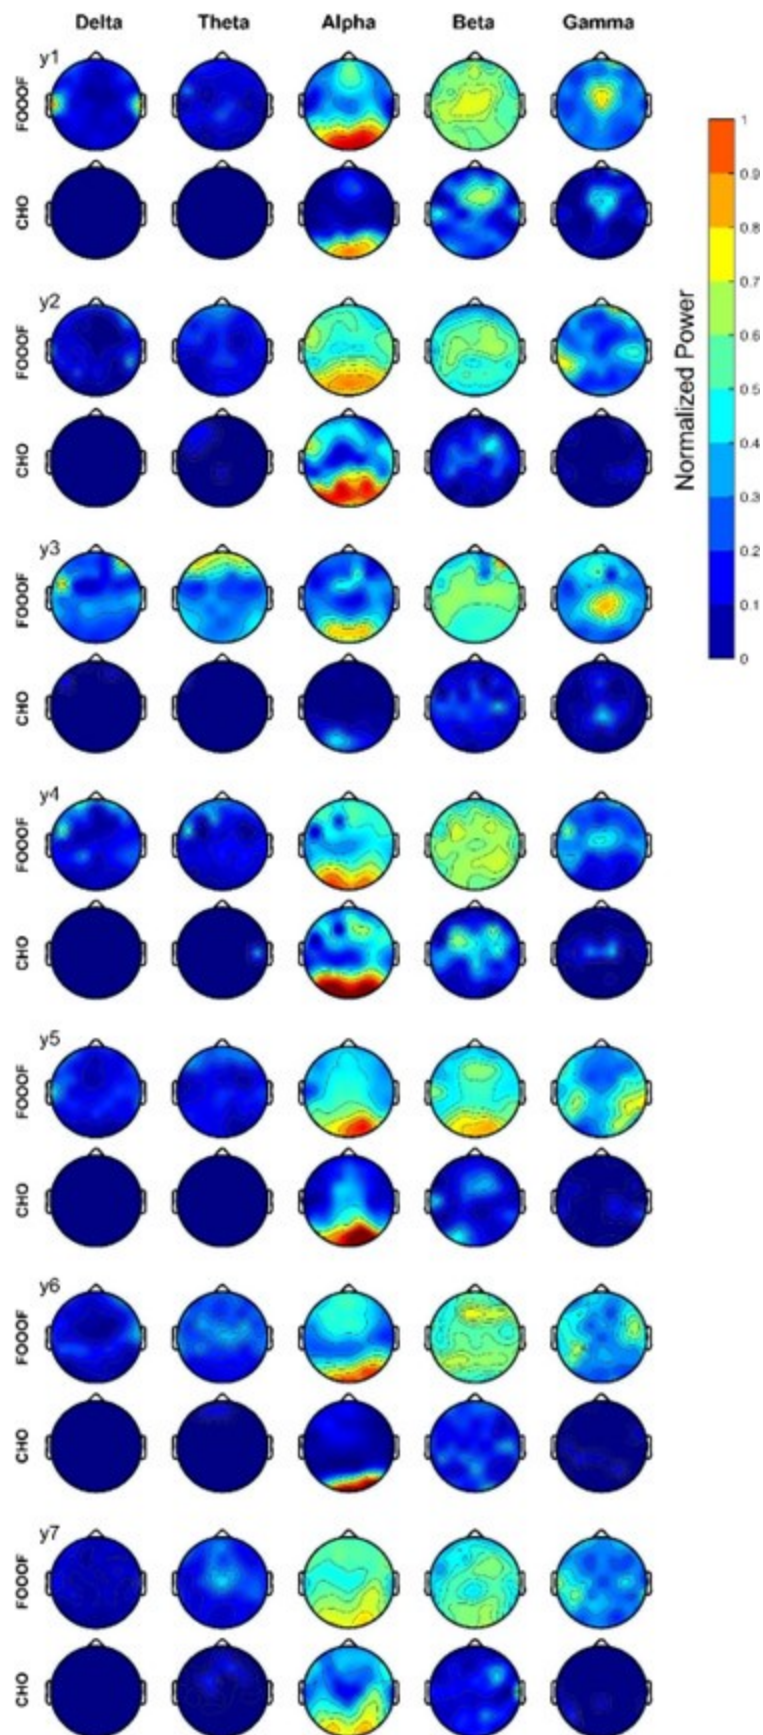 Delta Theta Alpha Beta Gamma
y1
FOOOF
CHO
y2
FOOOF
CHO
y3
FOOOF
CHO
y4
FOOOF
CHO
y5
FOOOF
CHO
y6
FOOOF
CHO
y7
FOOOF
CHO
Normalized Power
1
0.9
0.8
0.7
0.6
0.5
0.4
0.3
0.2
0.1
0